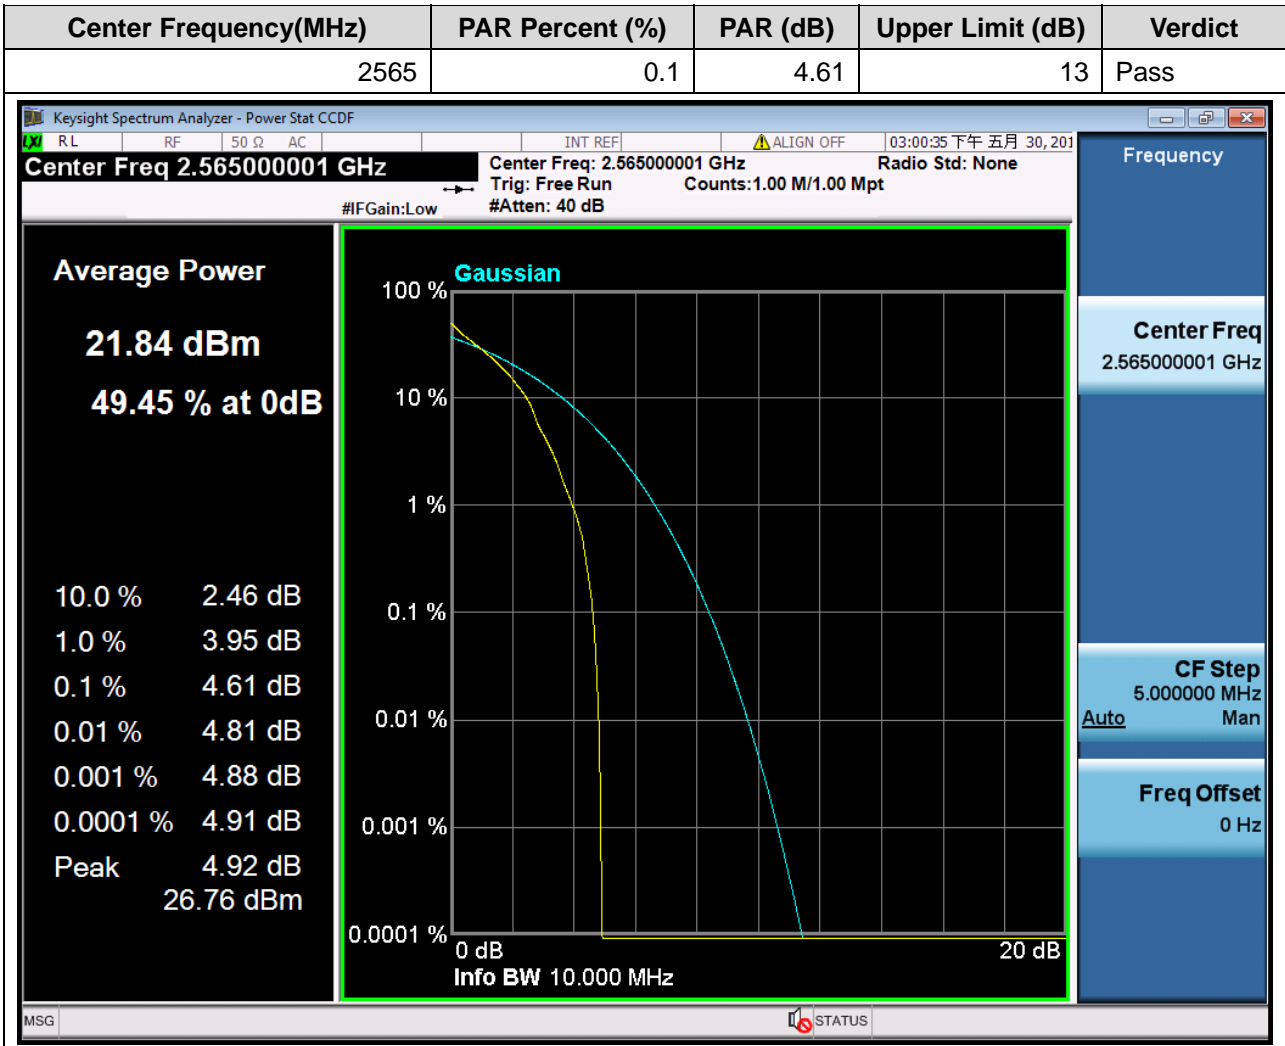 Center Frequency(MHz) PAR Percent (%) PAR (dB) Upper Limit (dB) Verdict
2565 0.1 4.61 13 Pass
Keysight Spectrum Analyzer - Power Stat CCDF
LXI RL RF 50 Ω AC INT REF ALIGN OFF 03:00:35 下午 五月 30, 201
Center Freq 2.565000001 GHz
Center Freq: 2.565000001 GHz Radio Std: None
Trig: Free Run Counts:1.00 M/1.00 Mpt
#IFGain:Low #Atten: 40 dB
Frequency
Average Power
21.84 dBm
49.45 % at 0dB
10.0 % 2.46 dB
1.0 % 3.95 dB
0.1 % 4.61 dB
0.01 % 4.81 dB
0.001 % 4.88 dB
0.0001 % 4.91 dB
Peak 4.92 dB
26.76 dBm
Gaussian
100 %
10 %
1 %
0.1 %
0.01 %
0.001 %
0.0001 %
0 dB 20 dB
Info BW 10.000 MHz
Center Freq
2.565000001 GHz
CF Step
5.000000 MHz
Auto Man
Freq Offset
0 Hz
MSG STATUS